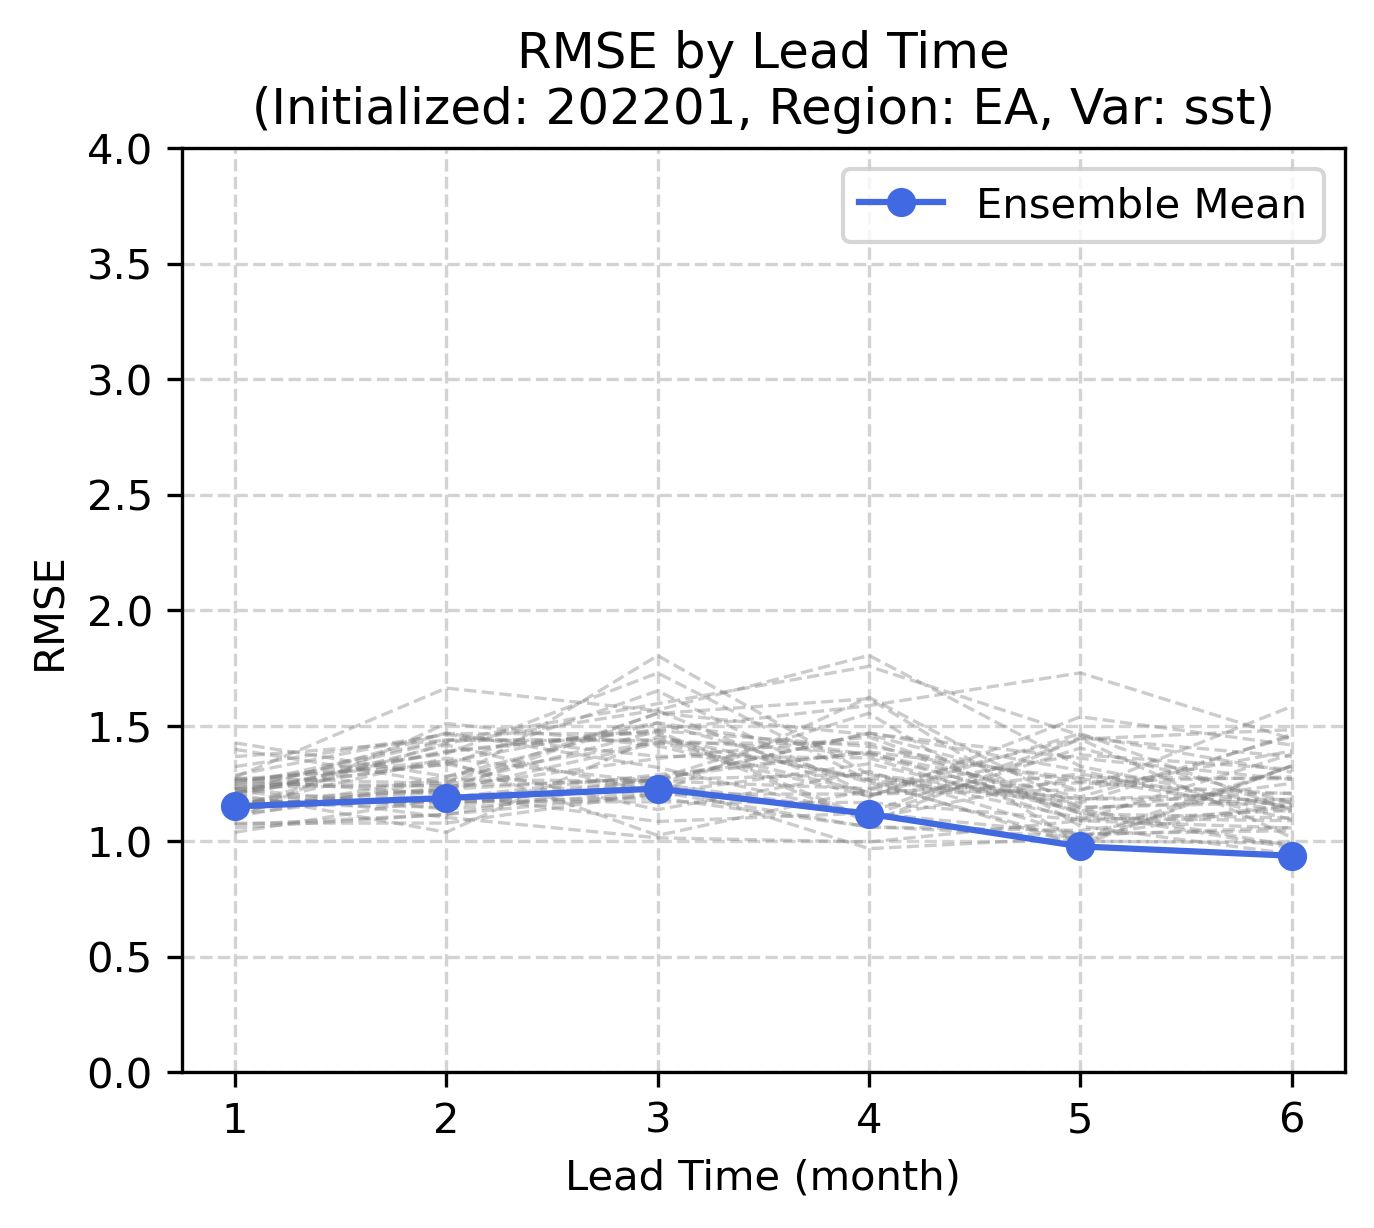 RMSE by Lead Time
(Initialized: 202201, Region: EA, Var: sst)
Ensemble Mean
4.0
3.5
3.0
2.5
2.0
1.5
1.0
0.5
0.0
RMSE
1 2 3 4 5 6
Lead Time (month)